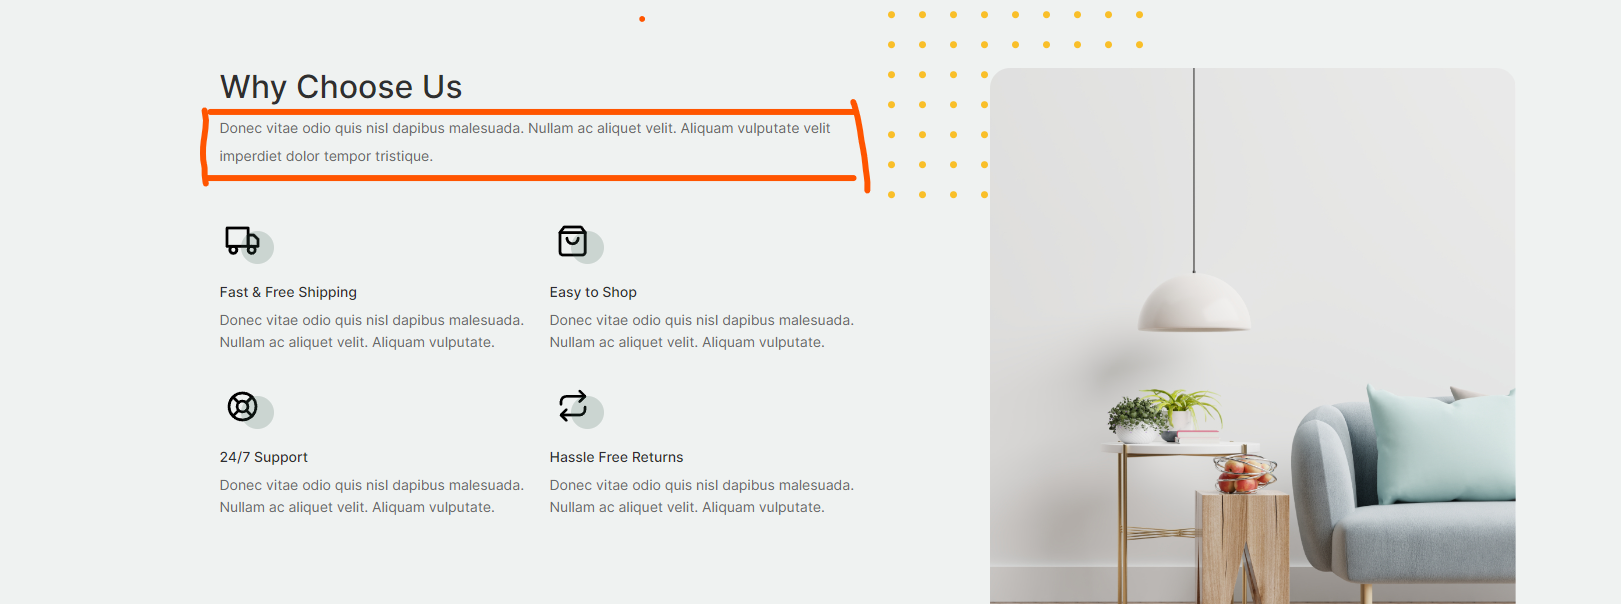 Why Choose Us
Donec vitae odio quis nisl dapibus malesuada. Nullam ac aliquet velit. Aliquam vulputate velit
imperdiet dolor tempor tristique.
Fast & Free Shipping
Donec vitae odio quis nisl dapibus malesuada.
Nullam ac aliquet velit. Aliquam vulputate.
Easy to Shop
Donec vitae odio quis nisl dapibus malesuada.
Nullam ac aliquet velit. Aliquam vulputate.
24/7 Support
Donec vitae odio quis nisl dapibus malesuada.
Nullam ac aliquet velit. Aliquam vulputate.
Hassle Free Returns
Donec vitae odio quis nisl dapibus malesuada.
Nullam ac aliquet velit. Aliquam vulputate.